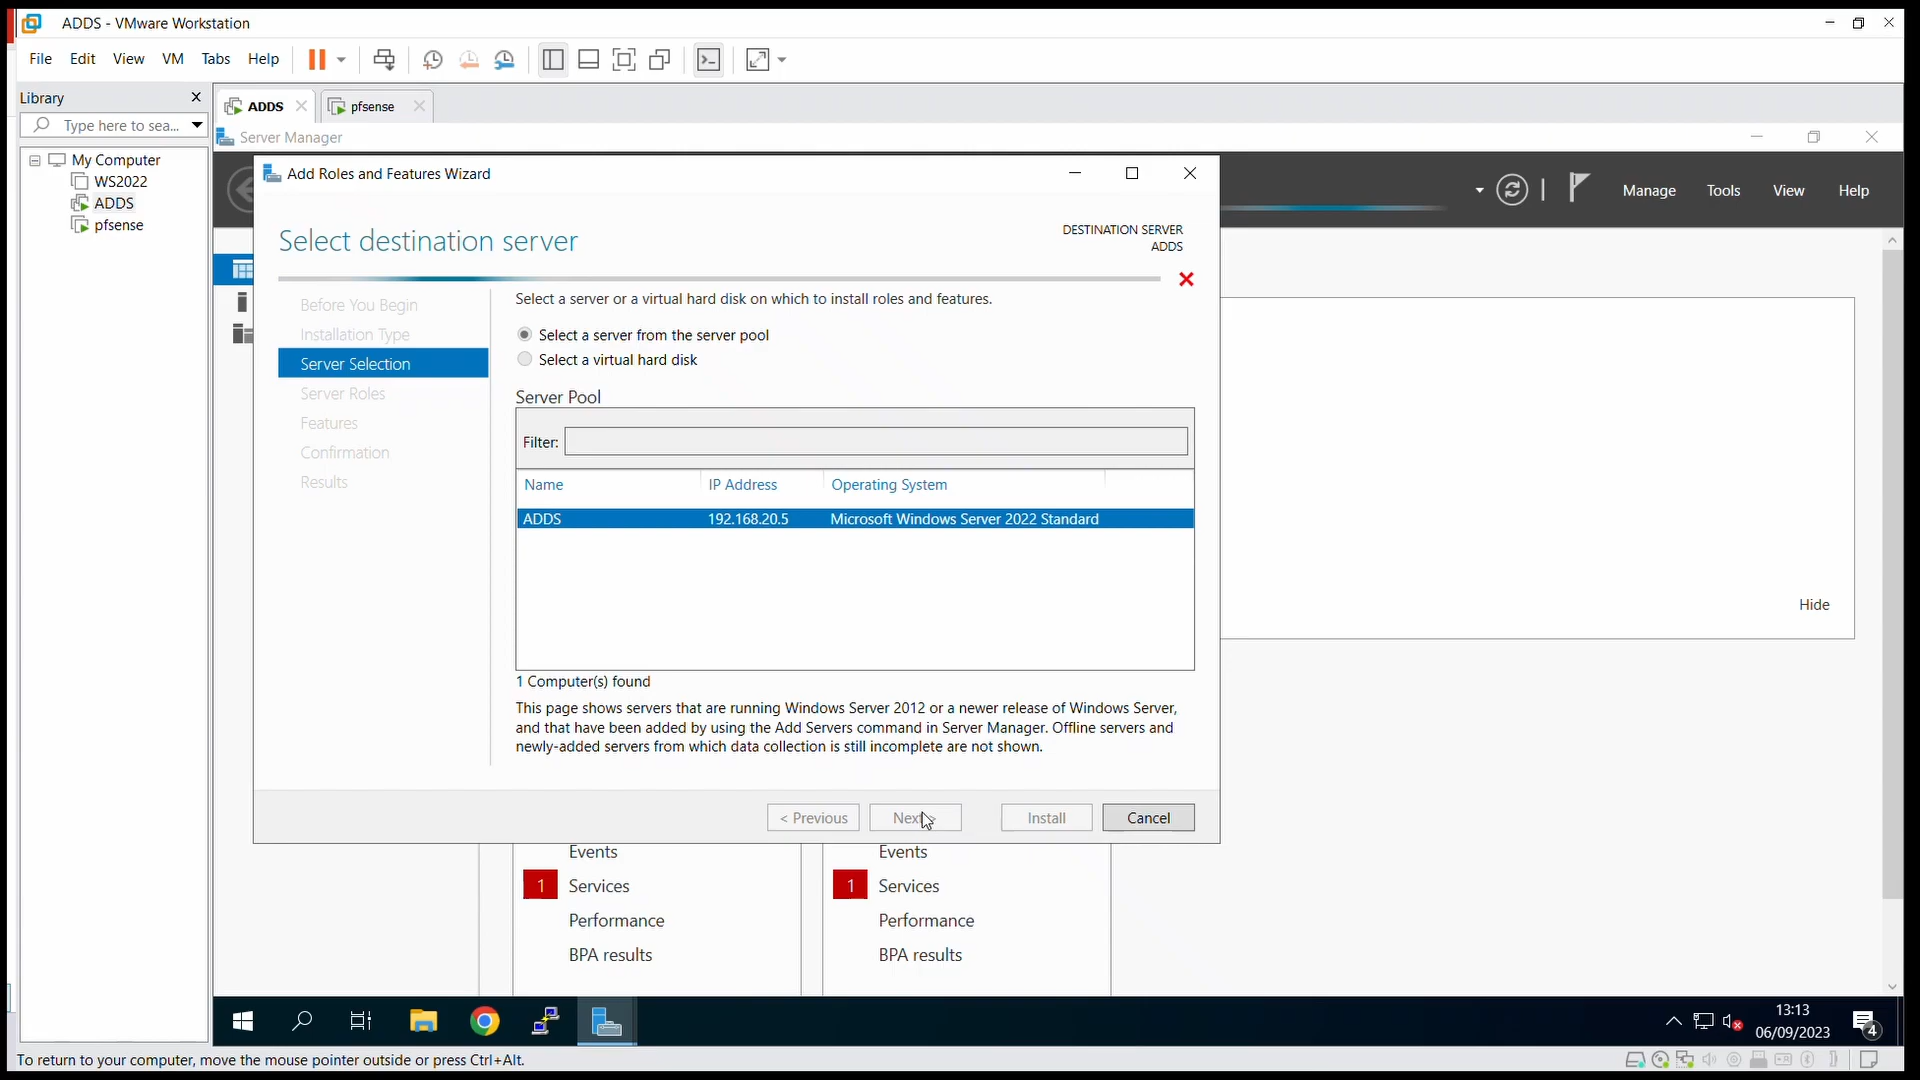 ADDS - VMware Workstation
File Edit View VM Tabs Help
Library
Type here to sea...
My Computer
WS2022
ADDS
pfsense
ADDS
pfsense
Server Manager
Manage Tools View Help
Add Roles and Features Wizard
Select destination server
DESTINATION SERVER
ADDS
Before You Begin
Installation Type
Server Selection
Server Roles
Features
Confirmation
Results
Select a server or a virtual hard disk on which to install roles and features.
Select a server from the server pool
Select a virtual hard disk
Server Pool
Filter:
Name IP Address Operating System
ADDS 192.168.20.5 Microsoft Windows Server 2022 Standard
1 Computer(s) found
This page shows servers that are running Windows Server 2012 or a newer release of Windows Server,
and that have been added by using the Add Servers command in Server Manager. Offline servers and
newly-added servers from which data collection is still incomplete are not shown.
< Previous Next > Install Cancel
Hide
Events Events
1 Services 1 Services
Performance Performance
BPA results BPA results
13:13
06/09/2023
4
To return to your computer, move the mouse pointer outside or press Ctrl+Alt.